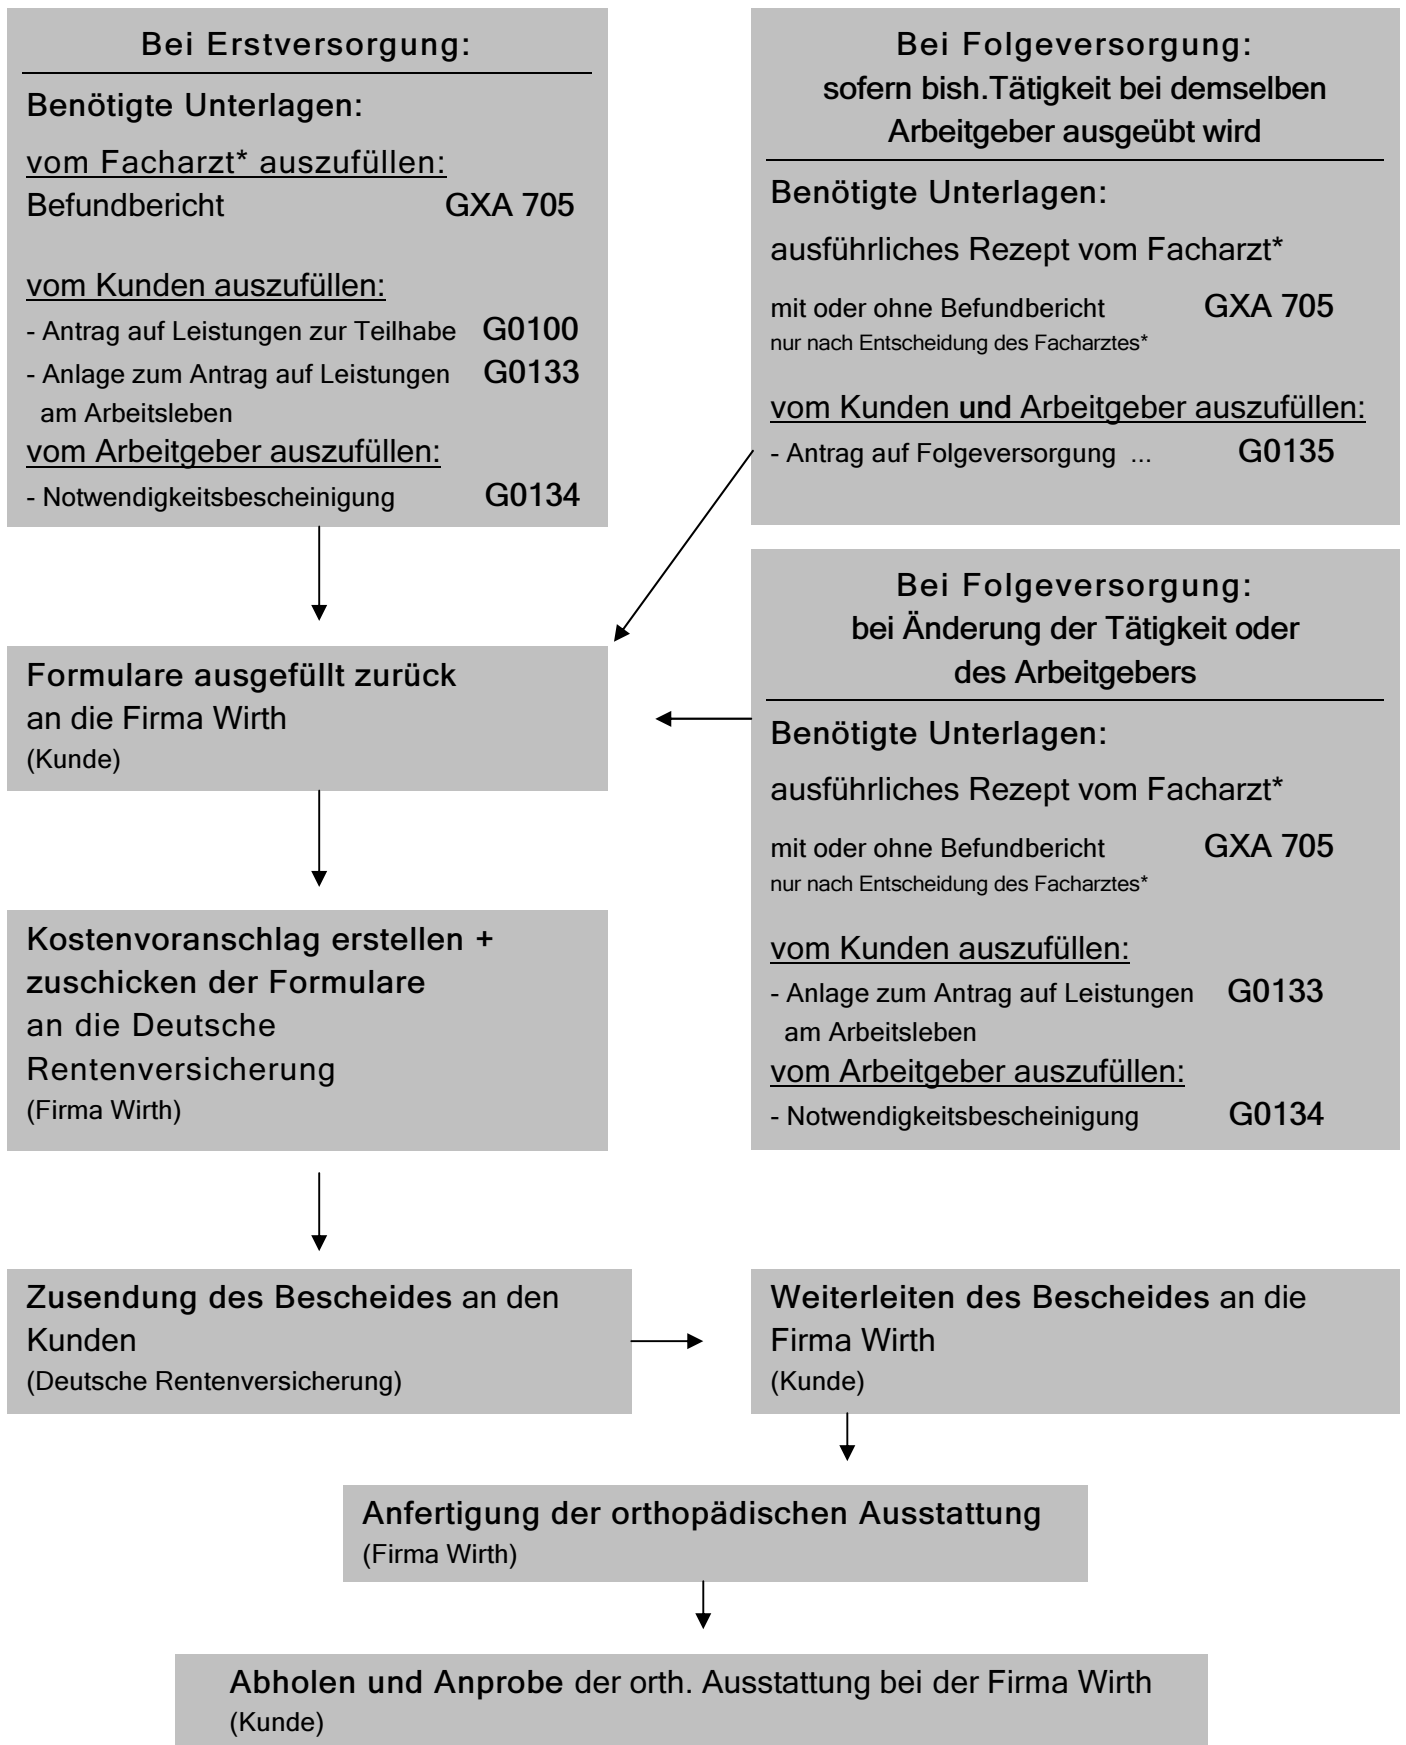 Bei Erstversorgung:
Benötigte Unterlagen:
vom Facharzt* auszufüllen:
Befundbericht GXA 705
vom Kunden auszufüllen:
- Antrag auf Leistungen zur Teilhabe G0100
- Anlage zum Antrag auf Leistungen G0133
am Arbeitsleben
vom Arbeitgeber auszufüllen:
- Notwendigkeitsbescheinigung G0134
Bei Folgeversorgung:
sofern bish.Tätigkeit bei demselben
Arbeitgeber ausgeübt wird
Benötigte Unterlagen:
ausführliches Rezept vom Facharzt*
mit oder ohne Befundbericht GXA 705
nur nach Entscheidung des Facharztes*
vom Kunden und Arbeitgeber auszufüllen:
- Antrag auf Folgeversorgung ... G0135
Bei Folgeversorgung:
bei Änderung der Tätigkeit oder
des Arbeitgebers
Benötigte Unterlagen:
ausführliches Rezept vom Facharzt*
mit oder ohne Befundbericht GXA 705
nur nach Entscheidung des Facharztes*
vom Kunden auszufüllen:
- Anlage zum Antrag auf Leistungen G0133
am Arbeitsleben
vom Arbeitgeber auszufüllen:
- Notwendigkeitsbescheinigung G0134
Formulare ausgefüllt zurück
an die Firma Wirth
(Kunde)
Kostenvoranschlag erstellen +
zuschicken der Formulare
an die Deutsche
Rentenversicherung
(Firma Wirth)
Zusendung des Bescheides an den
Kunden
(Deutsche Rentenversicherung)
Weiterleiten des Bescheides an die
Firma Wirth
(Kunde)
Anfertigung der orthopädischen Ausstattung
(Firma Wirth)
Abholen und Anprobe der orth. Ausstattung bei der Firma Wirth
(Kunde)